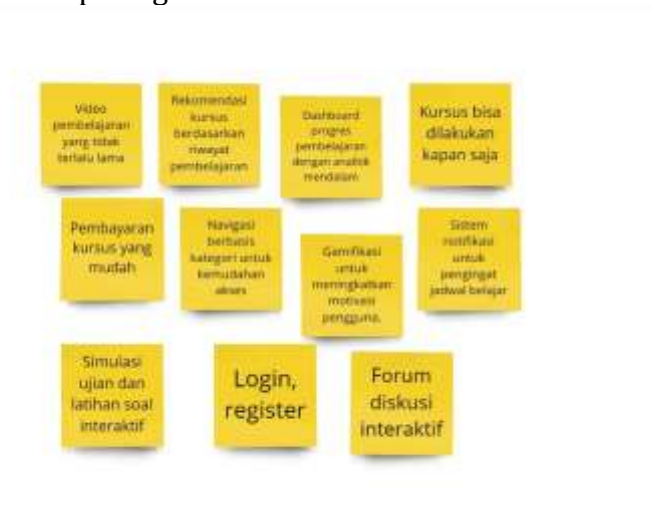 Video
pembelajaran
yang tidak
terlalu lama
Rekomendasi
kursus
berdasarkan
riwayat
pembelajaran
Dashboard
progres
pembelajaran
dengan analitik
mendalam
Kursus bisa
dilakukan
kapan saja
Pembayaran
kursus yang
mudah
Navigasi
berbasis
kategori untuk
kemudahan
akses
Gamifikasi
untuk
meningkatkan
motivasi
pengguna.
Sistem
notifikasi
untuk
pengingat
jadwal belajar
Simulasi
ujian dan
latihan soal
interaktif
Login,
register
Forum
diskusi
interaktif